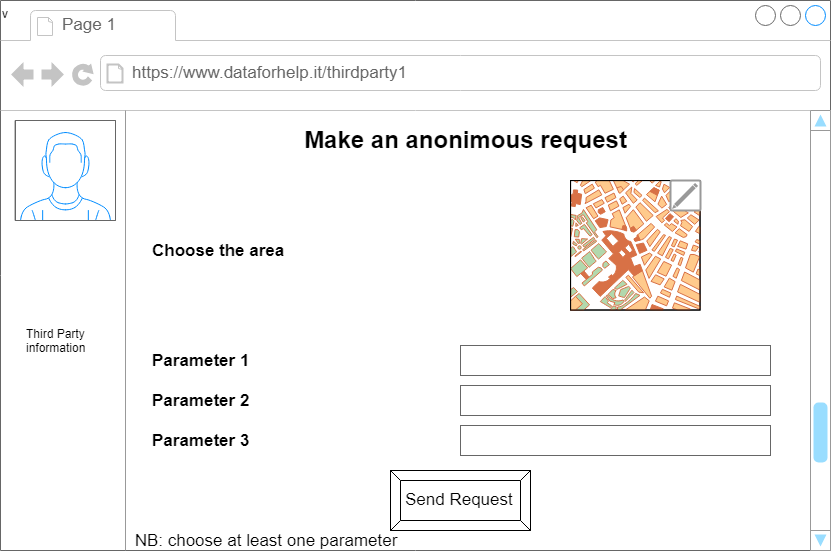 v
Page 1
https://www.dataforhelp.it/thirdparty1
Make an anonimous request
Choose the area
Third Party
information
Parameter 1
Parameter 2
Parameter 3
Send Request
NB: choose at least one parameter